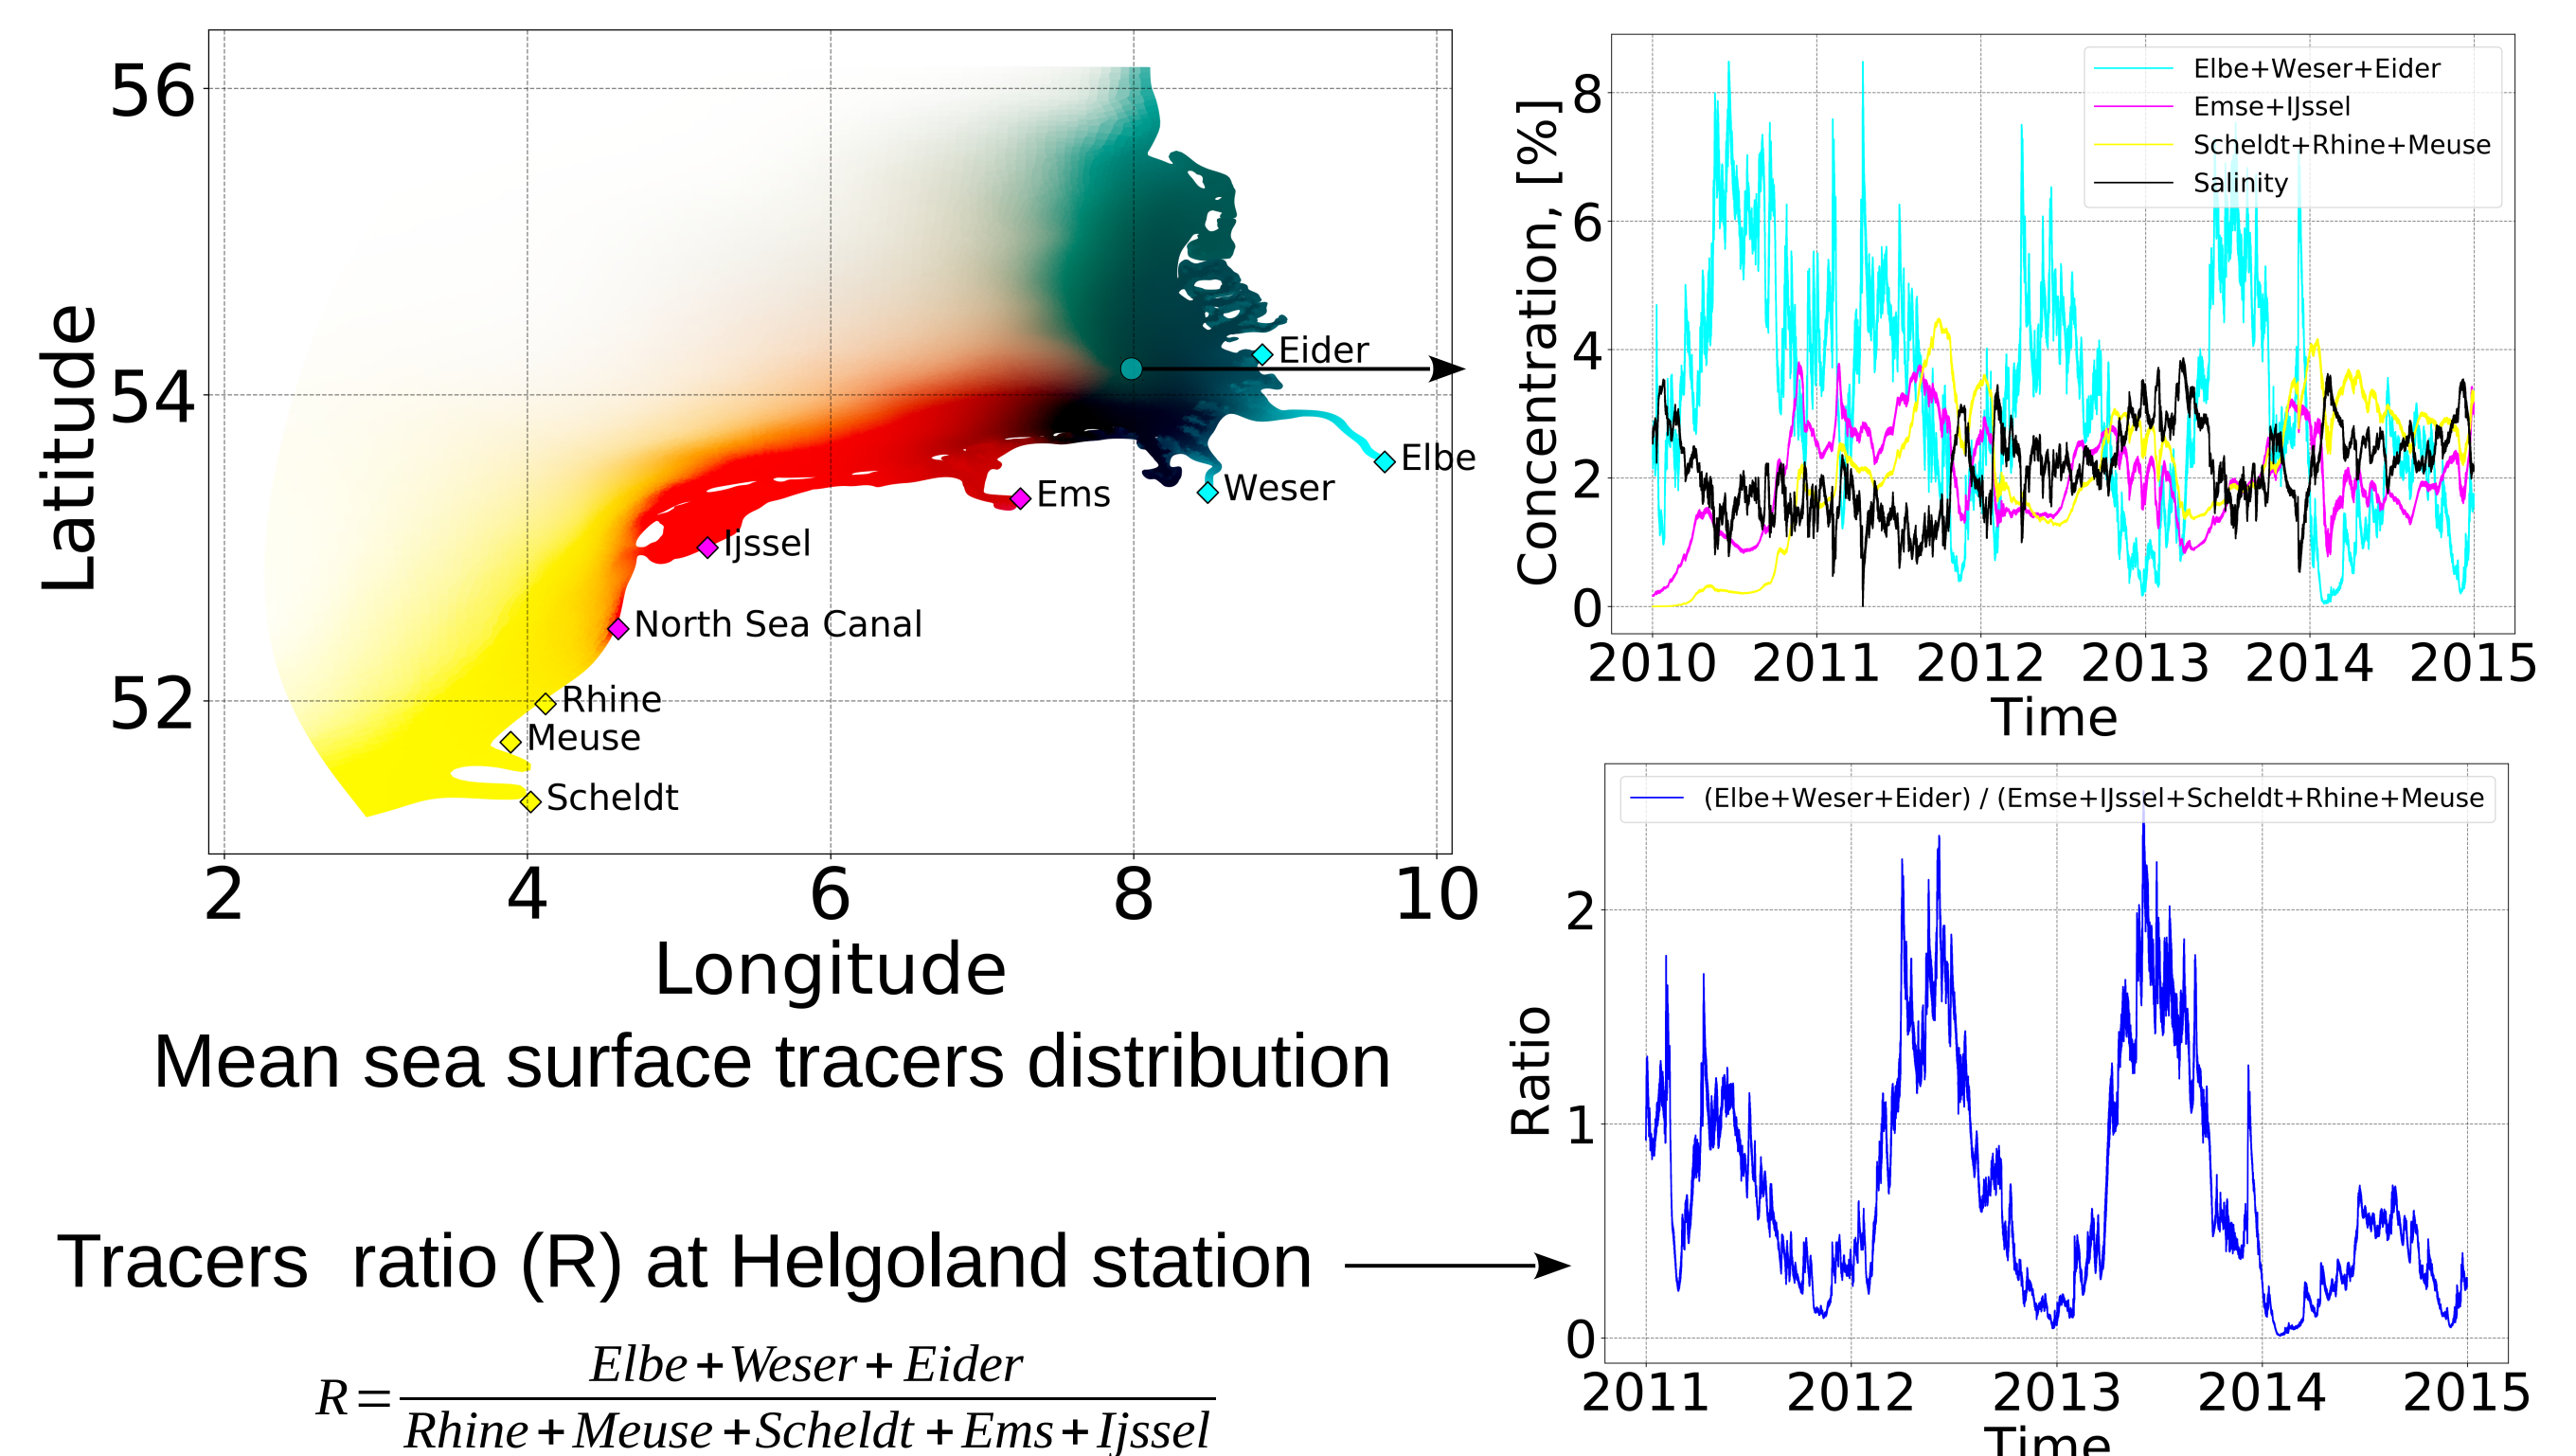 56
54
52
Latitude
2 4 6 8 10
Longitude
Eider
Elbe
Weser
Ems
Ijssel
North Sea Canal
Rhine
Meuse
Scheldt
Mean sea surface tracers distribution
Tracers ratio (R) at Helgoland station
R = Elbe + Weser + Eider
Rhine + Meuse + Scheldt + Ems + Ijssel
Concentration, [%]
8
6
4
2
0
Elbe+Weser+Eider
Emse+IJssel
Scheldt+Rhine+Meuse
Salinity
2010 2011 2012 2013 2014 2015
Time
Ratio
2
1
0
(Elbe+Weser+Eider) / (Emse+IJssel+Scheldt+Rhine+Meuse
2011 2012 2013 2014 2015
Time